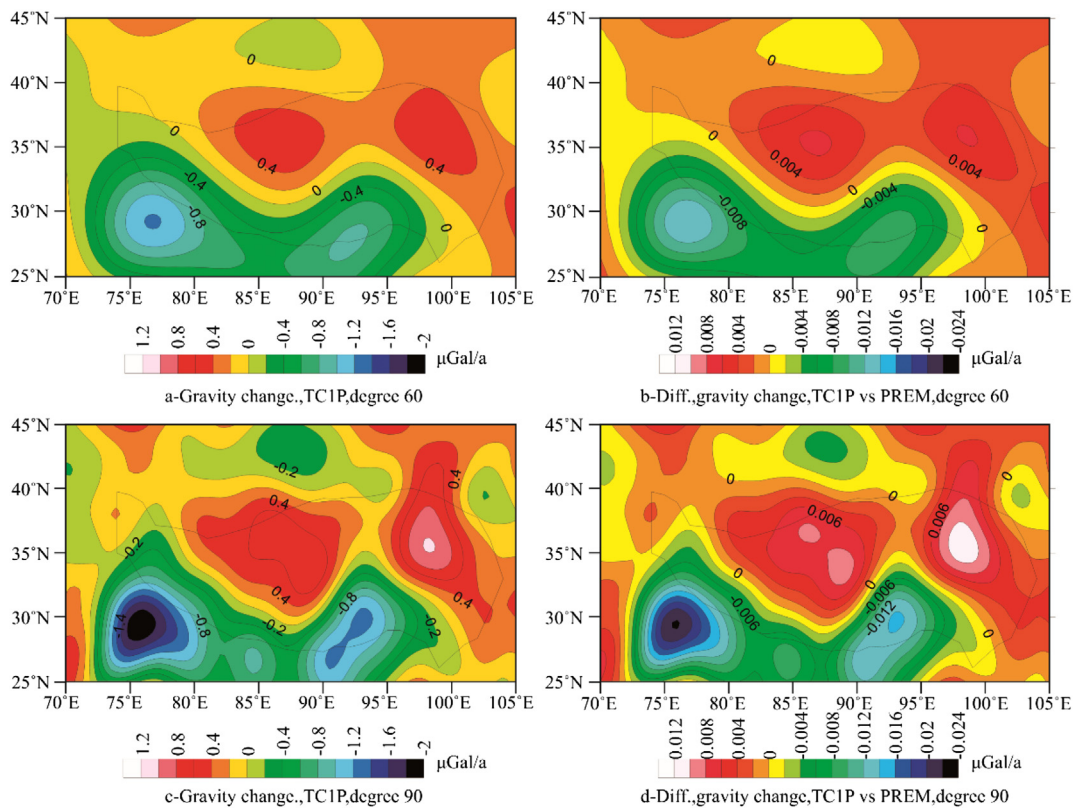 45°N 45°N
40°N 40°N
35°N 35°N
30°N 30°N
25°N 25°N
0 0
0 0
0.4 0.4 0.004 0.004
-0.4 0 -0.4 0 -0.004
-0.8 0 -0.008 0
70°E 75°E 80°E 85°E 90°E 95°E 100°E 105°E 70°E 75°E 80°E 85°E 90°E 95°E 100°E 105°E
1.2 0.8 0.4 0 -0.4 -0.8 -1.2 -1.6 -2 μGal/a
0.012 0.008 0.004 0 -0.004 -0.008 -0.012 -0.016 -0.02 -0.024 μGal/a
a-Gravity change.,TC1P,degree 60
b-Diff.,gravity change,TC1P vs PREM,degree 60
45°N 45°N
40°N 40°N
35°N 35°N
30°N 30°N
25°N 25°N
-0.2 0.4 0 0
0.4 0.006 0 0.006
-0.2 0
0.4 -0.8 0.4 0 -0.006
-1.4 -0.8 -0.2 -0.2 -0.006 -0.012 0
70°E 75°E 80°E 85°E 90°E 95°E 100°E 105°E 70°E 75°E 80°E 85°E 90°E 95°E 100°E 105°E
1.2 0.8 0.4 0 -0.4 -0.8 -1.2 -1.6 -2 μGal/a
0.012 0.008 0.004 0 -0.004 -0.008 -0.012 -0.016 -0.02 -0.024 μGal/a
c-Gravity change.,TC1P,degree 90
d-Diff.,gravity change,TC1P vs PREM,degree 90